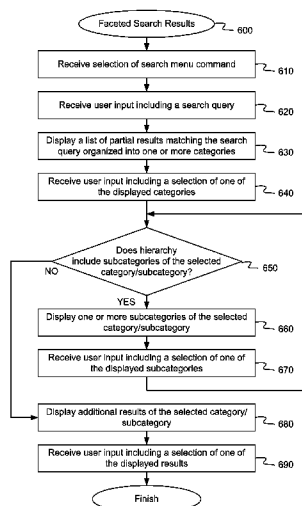 Faceted Search Results
600
Receive selection of search menu command
610
Receive user input including a search query
620
Display a list of partial results matching the search
query organized into one or more categories
630
Receive user input including a selection of one of
the displayed categories
640
Does hierarchy
include subcategories of the selected
category/subcategory?
650
NO
YES
Display one or more subcategories of the selected
category/subcategory
660
Receive user input including a selection of one of
the displayed subcategories
670
Display additional results of the selected category/
subcategory
680
Receive user input including a selection of one of
the displayed results
690
Finish